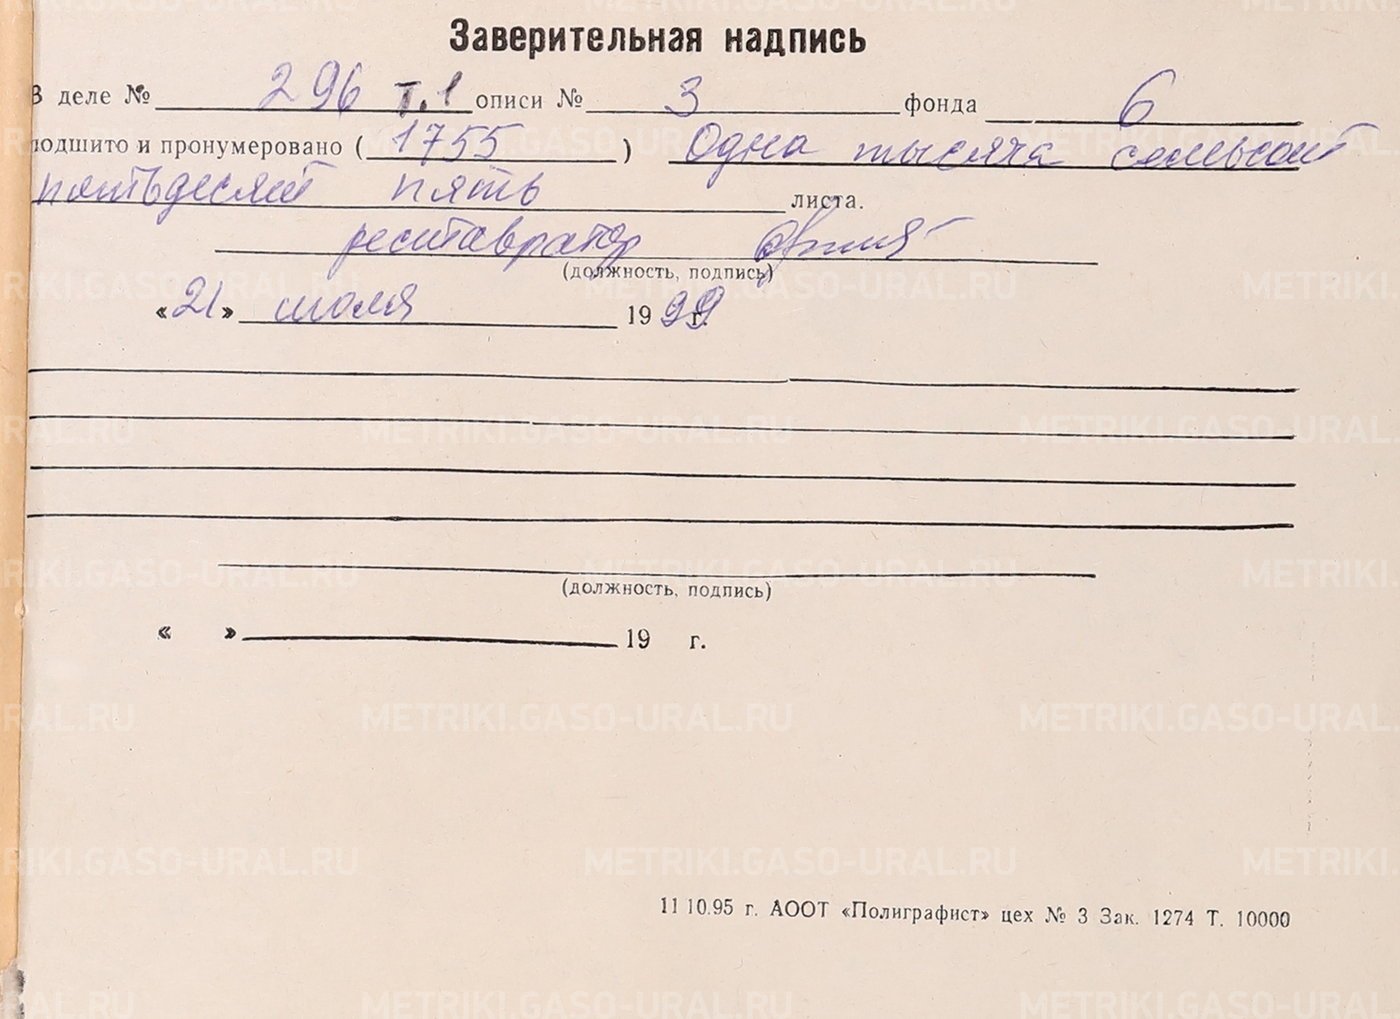 Заверительная надпись
В деле № 296 т.1 описи № 3 фонда 6
подшито и пронумеровано (1755) Одна тысяча семьсот
пятьдесят пять листа.
реставратор
(должность, подпись)
«21» июля 1999 г.
(должность, подпись)
« » 19 г.
11 10.95 г. АООТ «Полиграфист» цех № 3 Зак. 1274 Т. 10000
METRIKI.GASO-URAL.RU